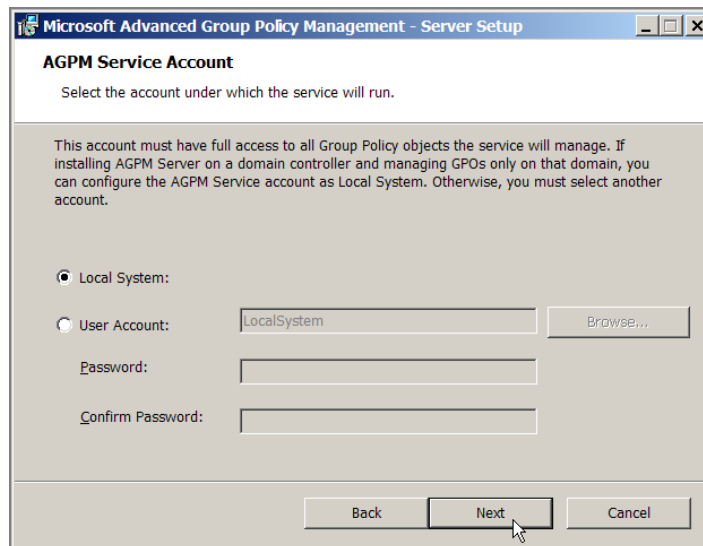 Microsoft Advanced Group Policy Management - Server Setup
AGPM Service Account
Select the account under which the service will run.
This account must have full access to all Group Policy objects the service will manage. If
installing AGPM Server on a domain controller and managing GPOs only on that domain, you
can configure the AGPM Service account as Local System. Otherwise, you must select another
account.
Local System:
User Account: LocalSystem Browse...
Password:
Confirm Password:
Back Next Cancel